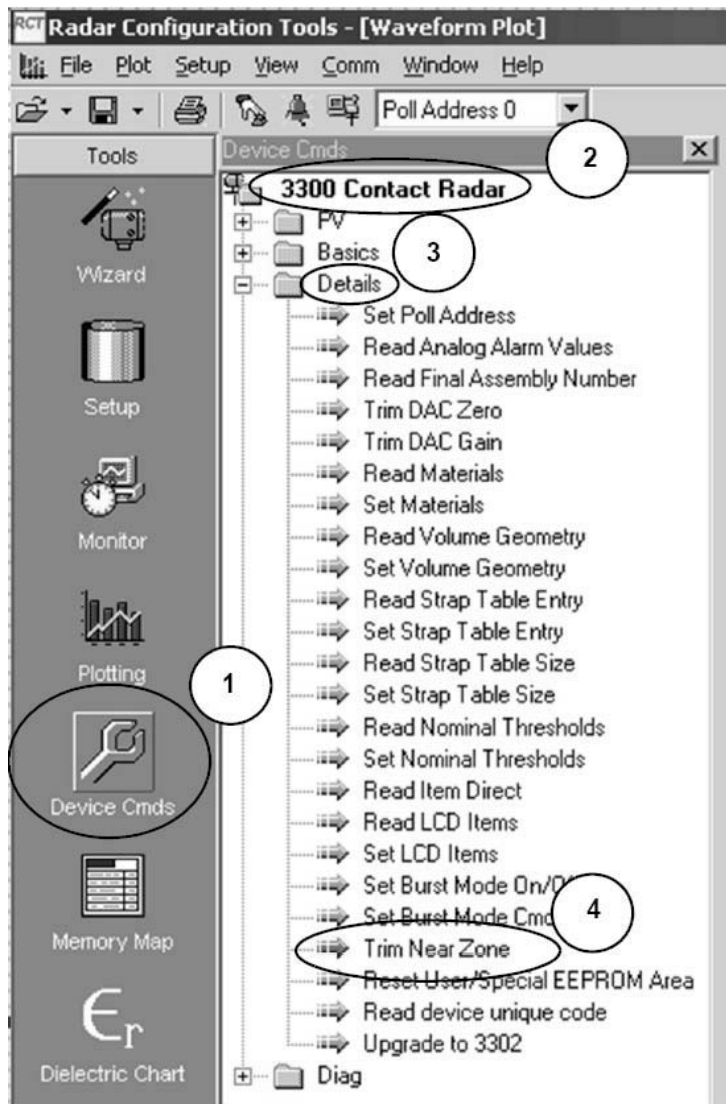 RCT Radar Configuration Tools - [Waveform Plot]
File Plot Setup View Comm Window Help
Poll Address 0
Tools
Device Cmds
2
3300 Contact Radar
PV
Basics
3
Details
Wizard
Set Poll Address
Read Analog Alarm Values
Read Final Assembly Number
Trim DAC Zero
Setup
Trim DAC Gain
Read Materials
Set Materials
Monitor
Read Volume Geometry
Set Volume Geometry
Read Strap Table Entry
Set Strap Table Entry
Plotting
1
Read Strap Table Size
Set Strap Table Size
Read Nominal Thresholds
Set Nominal Thresholds
Read Item Direct
Device Cmds
Read LCD Items
Set LCD Items
Set Burst Mode On/Of
Set Burst Mode Cmd
4
Memory Map
Trim Near Zone
Reset User/Special EEPROM Area
Read device unique code
Upgrade to 3302
εr
Dielectric Chart
Diag